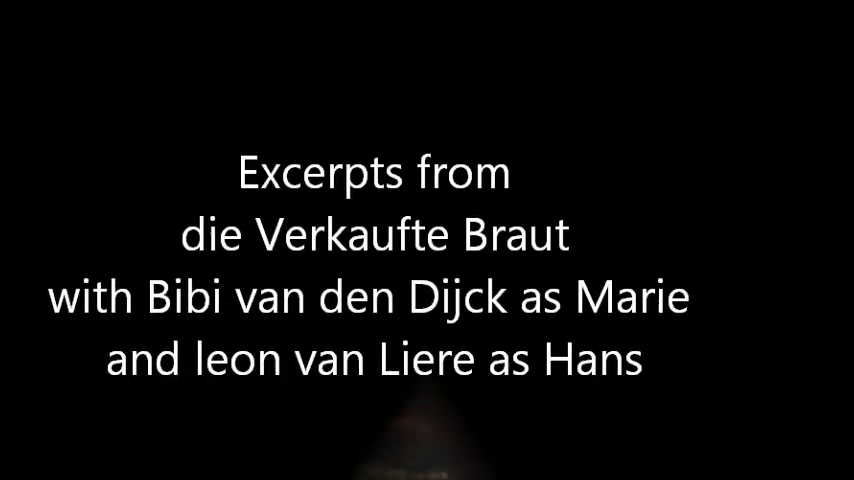 Excerpts from
die Verkaufte Braut
with Bibi van den Dijck as Marie
and leon van Liere as Hans